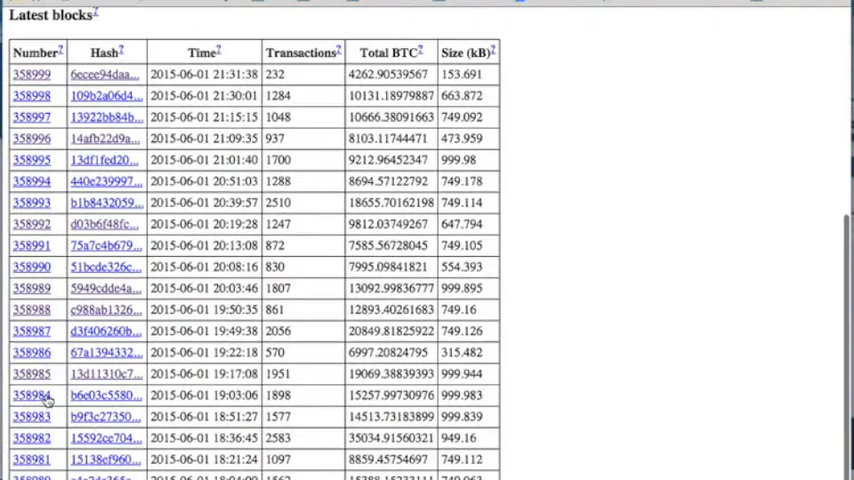 Latest blocks?
Number? Hash? Time? Transactions? Total BTC? Size (kB)?
358999 6ecee94daa... 2015-06-01 21:31:38 232 4262.90539567 153.691
358998 109b2a06d4... 2015-06-01 21:30:01 1284 10131.18979887 663.872
358997 13922bb84b... 2015-06-01 21:15:15 1048 10666.38091663 749.092
358996 14afb22d9a... 2015-06-01 21:09:35 937 8103.11744471 473.959
358995 13df1fed20... 2015-06-01 21:01:40 1700 9212.96452347 999.98
358994 440e239997... 2015-06-01 20:51:03 1288 8694.57122792 749.178
358993 b1b8432059... 2015-06-01 20:39:57 2510 18655.70162198 749.114
358992 d03b6f48fc... 2015-06-01 20:19:28 1247 9812.03749267 647.794
358991 75a7c4b679... 2015-06-01 20:13:08 872 7585.56728045 749.105
358990 51bcde326c... 2015-06-01 20:08:16 830 7995.09841821 554.393
358989 5949cdde4a... 2015-06-01 20:03:46 1807 13092.99836777 999.895
358988 c988ab1326... 2015-06-01 19:50:35 861 12893.40261683 749.16
358987 d3f406260b... 2015-06-01 19:49:38 2056 20849.81825922 749.126
358986 67a1394332... 2015-06-01 19:22:18 570 6997.20824795 315.482
358985 13d11310c7... 2015-06-01 19:17:08 1951 19069.38839393 999.944
358984 b6e03c5580... 2015-06-01 19:03:06 1898 15257.99730976 999.983
358983 b9f3c27350... 2015-06-01 18:51:27 1577 14513.73183899 999.839
358982 15592ce704... 2015-06-01 18:36:45 2583 35034.91560321 949.16
358981 15138ef960... 2015-06-01 18:21:24 1097 8859.45754697 749.112